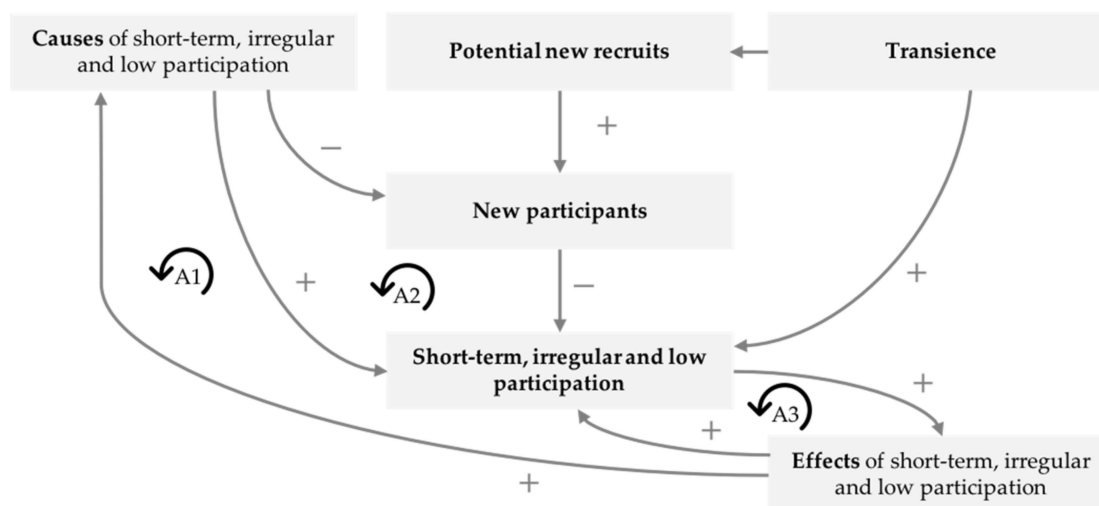 Causes of short-term, irregular
and low participation
Potential new recruits
Transience
+
−
New participants
+
A1
+
A2
−
Short-term, irregular and low
participation
+
A3
+
Effects of short-term, irregular
and low participation
+